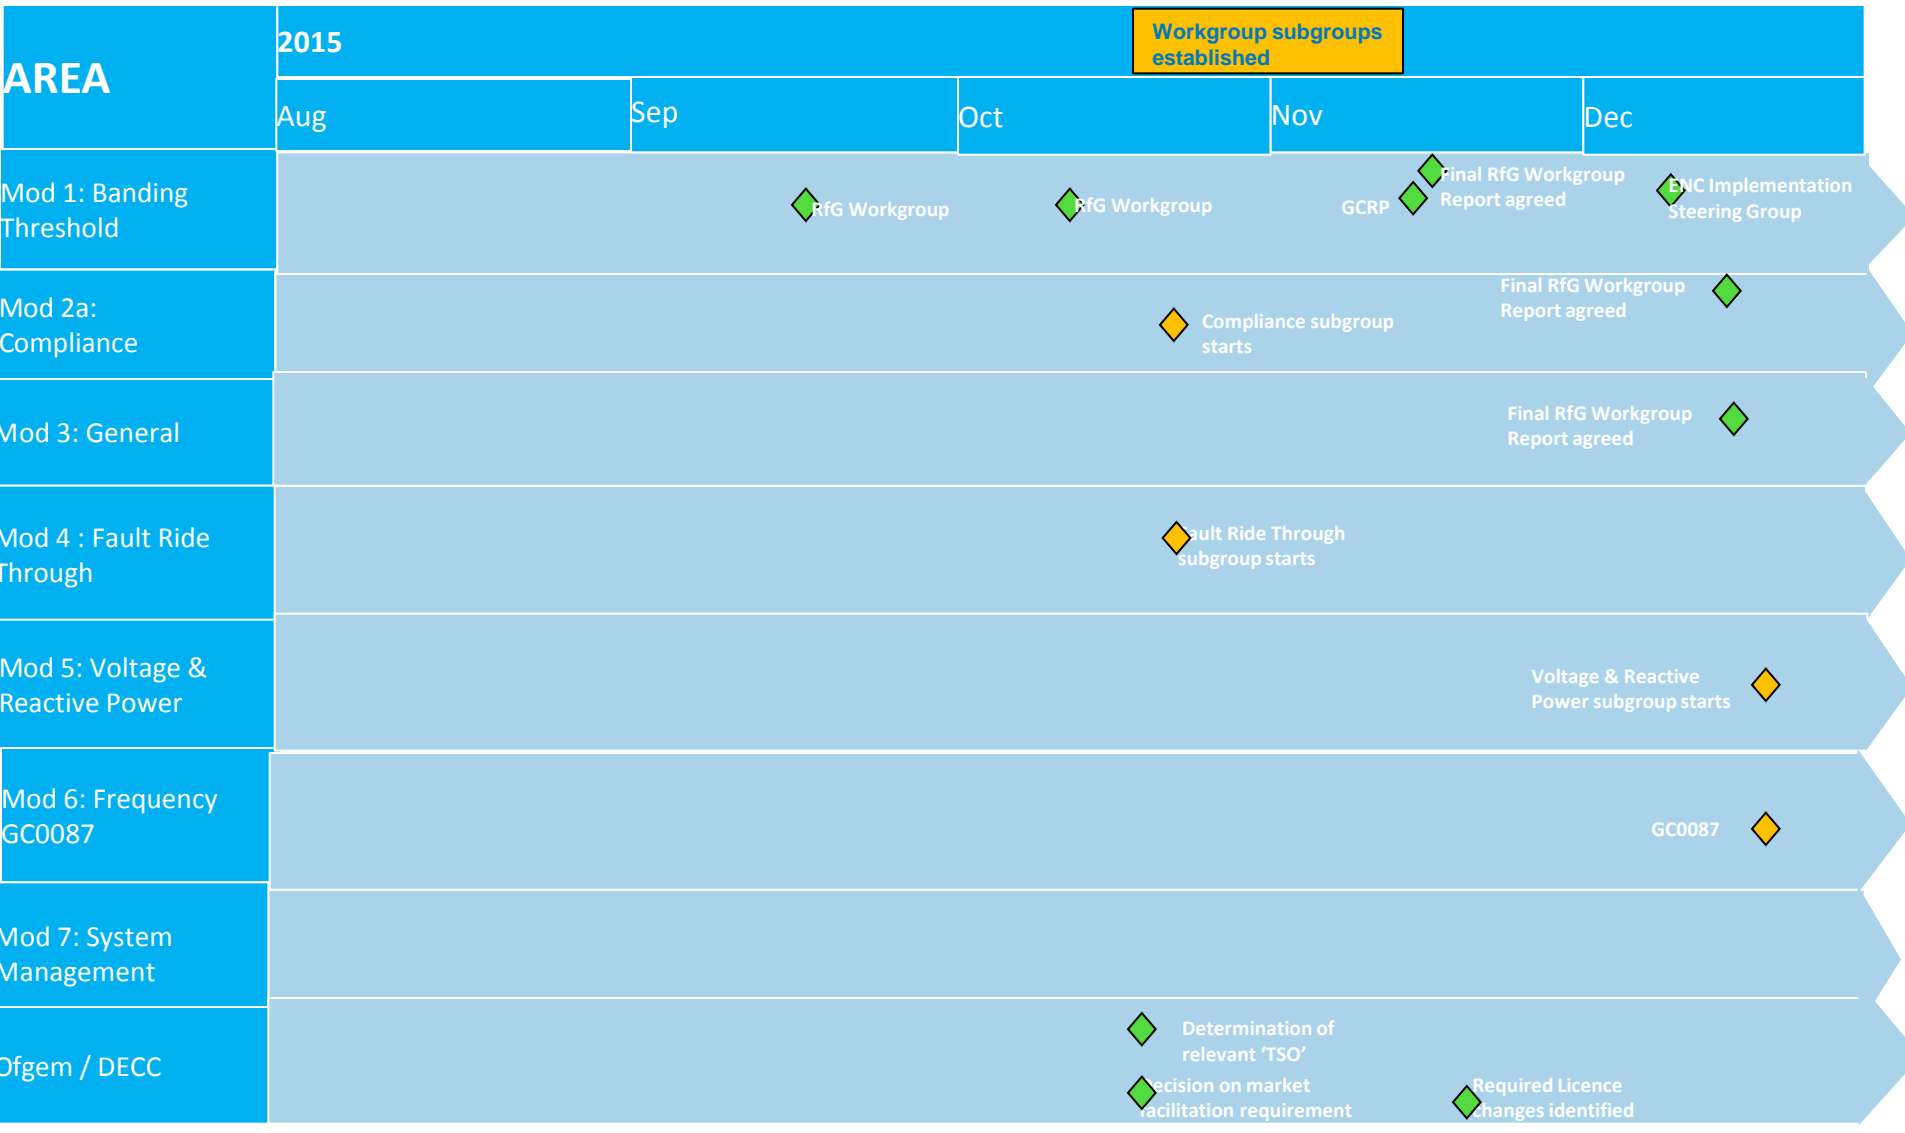 AREA
2015
Workgroup subgroups
established
Aug
Sep
Oct
Nov
Dec
Mod 1: Banding
Threshold
RfG Workgroup
RfG Workgroup
GCRP
Final RfG Workgroup
Report agreed
ENC Implementation
Steering Group
Mod 2a:
Compliance
Compliance subgroup
starts
Final RfG Workgroup
Report agreed
Mod 3: General
Final RfG Workgroup
Report agreed
Mod 4 : Fault Ride
Through
Fault Ride Through
subgroup starts
Mod 5: Voltage &
Reactive Power
Voltage & Reactive
Power subgroup starts
Mod 6: Frequency
GC0087
GC0087
Mod 7: System
Management
Ofgem / DECC
Determination of
relevant ‘TSO’
Decision on market
facilitation requirement
Required Licence
changes identified